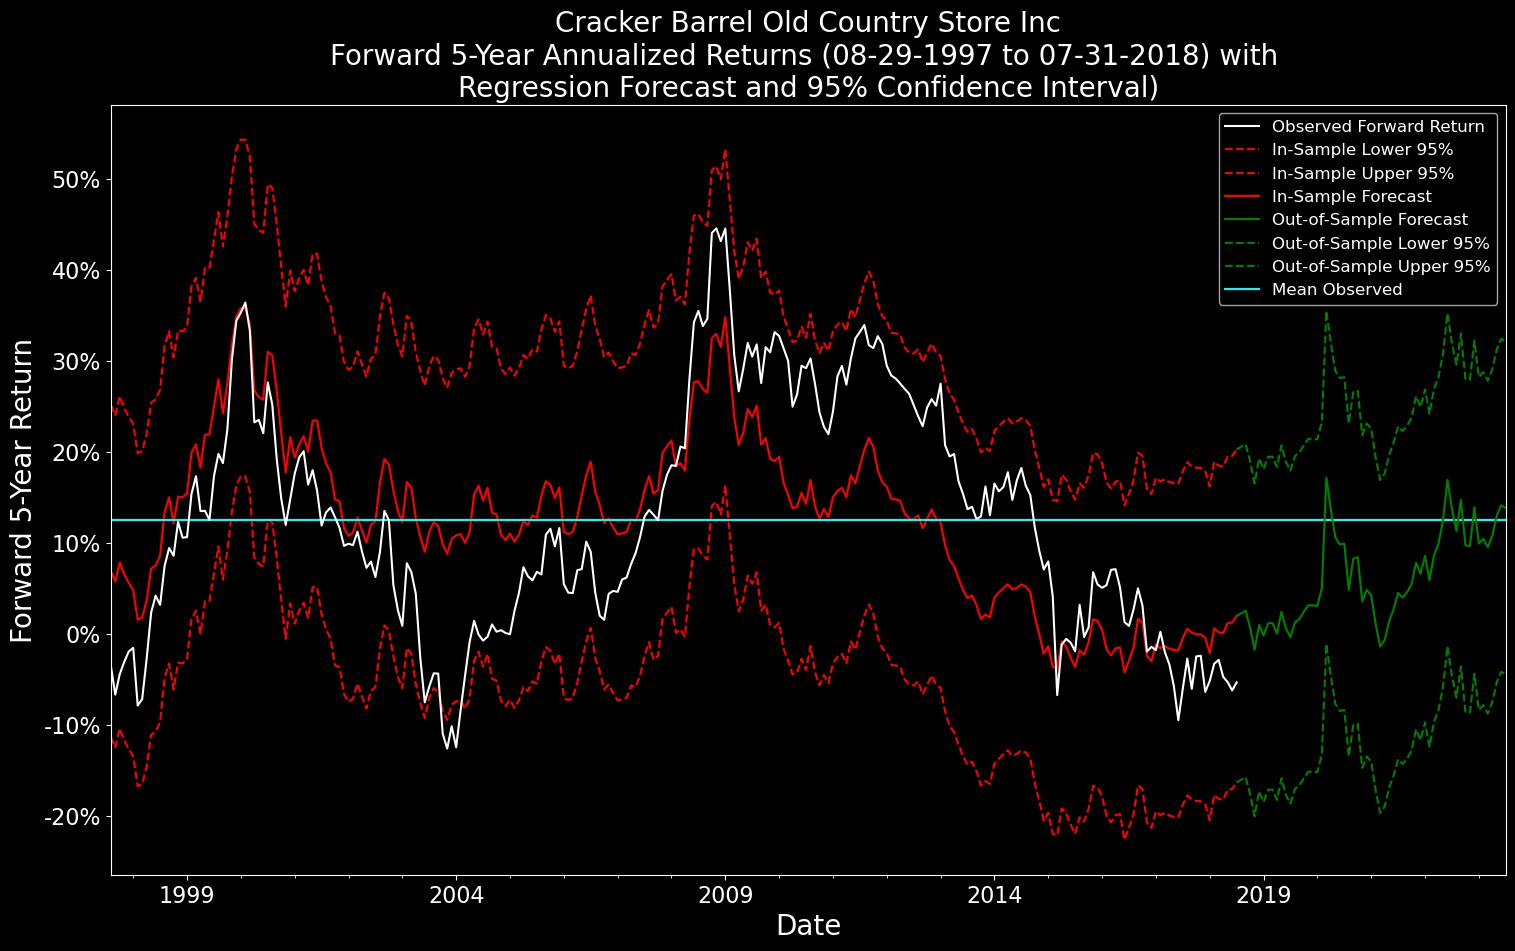 Cracker Barrel Old Country Store Inc
Forward 5-Year Annualized Returns (08-29-1997 to 07-31-2018) with
Regression Forecast and 95% Confidence Interval)
Observed Forward Return
In-Sample Lower 95%
In-Sample Upper 95%
In-Sample Forecast
Out-of-Sample Forecast
Out-of-Sample Lower 95%
Out-of-Sample Upper 95%
Mean Observed
Forward 5-Year Return
50%
40%
30%
20%
10%
0%
-10%
-20%
1999
2004
2009
2014
2019
Date